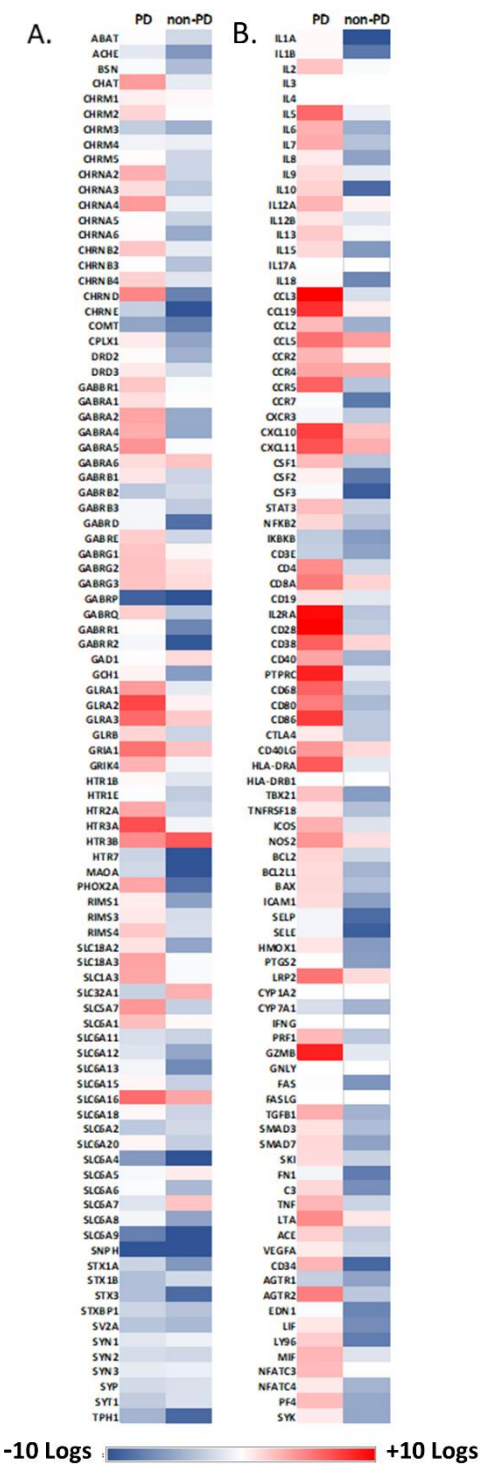 A.
PD non-PD
ABAT
ACHE
BSN
CHAT
CHRM1
CHRM2
CHRM3
CHRM4
CHRM5
CHRNA2
CHRNA3
CHRNA4
CHRNA5
CHRNA6
CHRNB2
CHRNB3
CHRNB4
CHRND
CHRNE
COMT
CPLX1
DRD2
DRD3
GABBR1
GABRA1
GABRA2
GABRA4
GABRA5
GABRA6
GABRB1
GABRB2
GABRB3
GABRD
GABRE
GABRG1
GABRG2
GABRG3
GABRP
GABRQ
GABRR1
GABRR2
GAD1
GCH1
GLRA1
GLRA2
GLRA3
GLRB
GRIA1
GRIK4
HTR1B
HTR1E
HTR2A
HTR3A
HTR3B
HTR7
MAOA
PHOX2A
RIMS1
RIMS3
RIMS4
SLC18A2
SLC18A3
SLC1A3
SLC32A1
SLC5A7
SLC6A1
SLC6A11
SLC6A12
SLC6A13
SLC6A15
SLC6A16
SLC6A18
SLC6A2
SLC6A20
SLC6A4
SLC6A5
SLC6A6
SLC6A7
SLC6A8
SLC6A9
SNPH
STX1A
STX1B
STX3
STXBP1
SV2A
SYN1
SYN2
SYN3
SYP
SYT1
TPH1
B.
PD non-PD
IL1A
IL1B
IL2
IL3
IL4
IL5
IL6
IL7
IL8
IL9
IL10
IL12A
IL12B
IL13
IL15
IL17A
IL18
CCL3
CCL19
CCL2
CCL5
CCR2
CCR4
CCR5
CCR7
CXCR3
CXCL10
CXCL11
CSF1
CSF2
CSF3
STAT3
NFKB2
IKBKB
CD3E
CD4
CD8A
CD19
IL2RA
CD28
CD38
CD40
PTPRC
CD68
CD80
CD86
CTLA4
CD40LG
HLA-DRA
HLA-DRB1
TBX21
TNFRSF18
ICOS
NOS2
BCL2
BCL2L1
BAX
ICAM1
SELP
SELE
HMOX1
PTGS2
LRP2
CYP1A2
CYP7A1
IFNG
PRF1
GZMB
GNLY
FAS
FASLG
TGFB1
SMAD3
SMAD7
SKI
FN1
C3
TNF
LTA
ACE
VEGFA
CD34
AGTR1
AGTR2
EDN1
LIF
LY96
MIF
NFATC3
NFATC4
PF4
SYK
-10 Logs +10 Logs